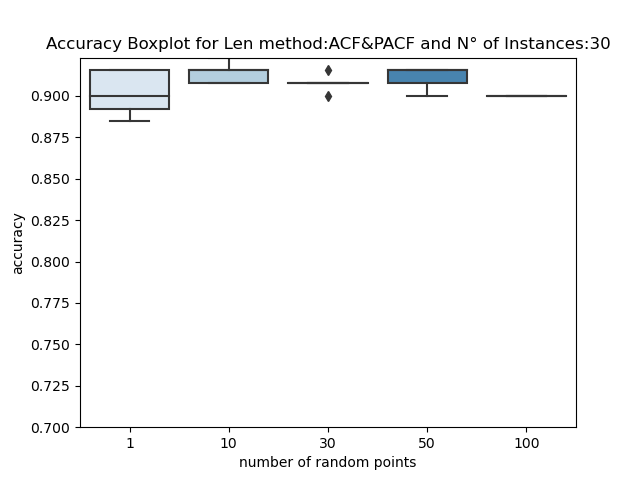 Accuracy Boxplot for Len method:ACF&PACF and N° of Instances:30
0.900
0.875
0.850
0.825
0.800
0.775
0.750
0.725
0.700
accuracy
1 10 30 50 100
number of random points